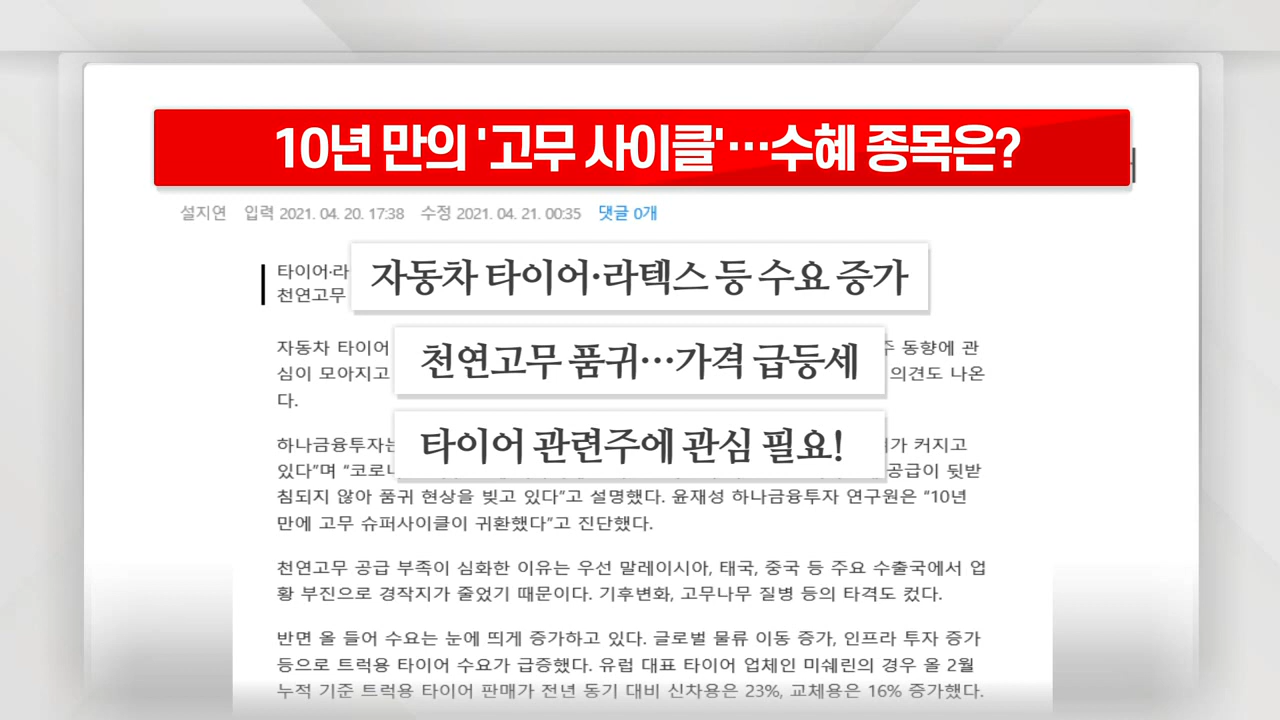 10년 만의 '고무 사이클'…수혜 종목은?
설지연 입력 2021. 04. 20. 17:38 수정 2021. 04. 21. 00:35 댓글 0개
타이어·라
천연고무
자동차 타이어·라텍스 등 수요 증가
천연고무 품귀…가격 급등세
타이어 관련주에 관심 필요!
자동차 타이어 동향에 관
심이 모아지고 의견도 나온
다.
하나금융투자는 커지고
있다”며 “코로나 공급이 뒷받
침되지 않아 품귀 현상을 빚고 있다”고 설명했다. 윤재성 하나금융투자 연구원은 “10년
만에 고무 슈퍼사이클이 귀환했다”고 진단했다.
천연고무 공급 부족이 심화한 이유는 우선 말레이시아, 태국, 중국 등 주요 수출국에서 업
황 부진으로 경작지가 줄었기 때문이다. 기후변화, 고무나무 질병 등의 타격도 컸다.
반면 올 들어 수요는 눈에 띄게 증가하고 있다. 글로벌 물류 이동 증가, 인프라 투자 증가
등으로 트럭용 타이어 수요가 급증했다. 유럽 대표 타이어 업체인 미쉐린의 경우 올 2월
누적 기준 트럭용 타이어 판매가 전년 동기 대비 신차용은 23%, 교체용은 16% 증가했다.